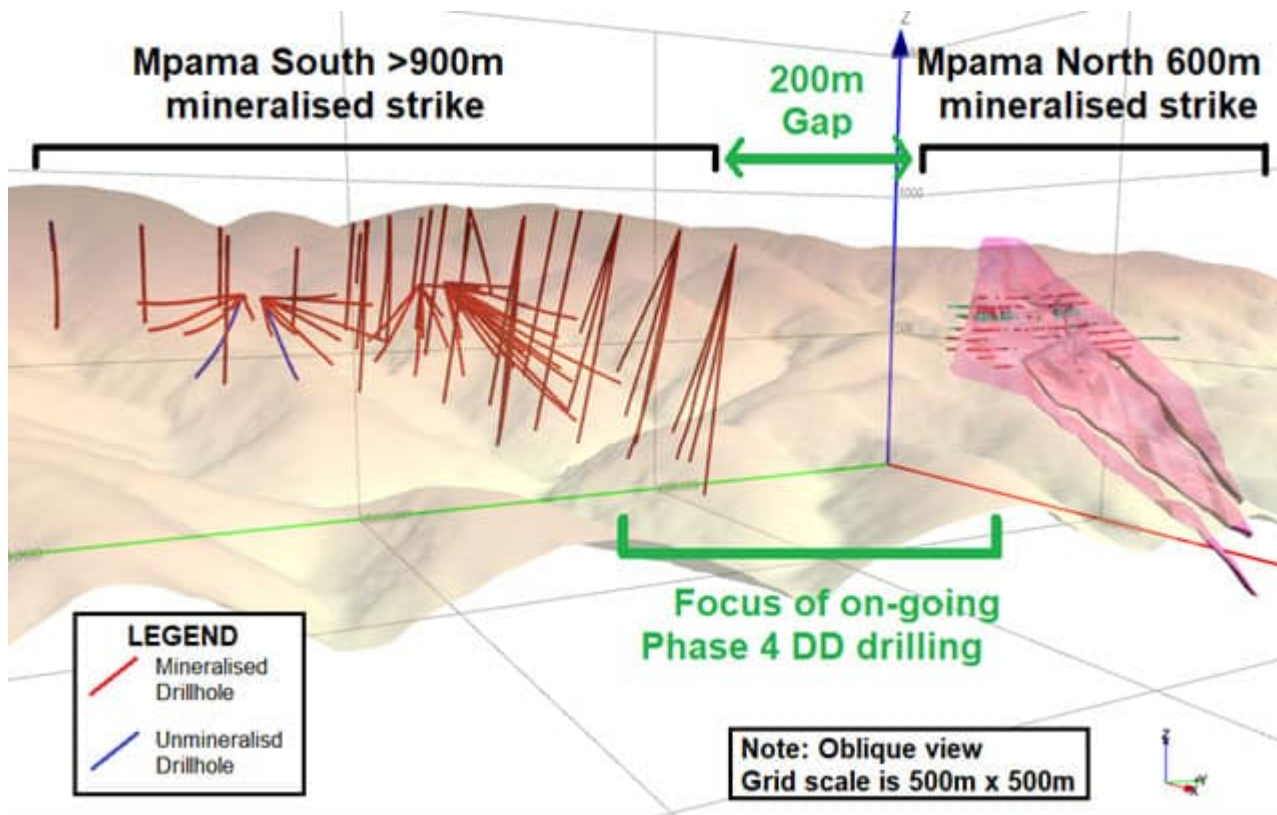 Mpama South >900m
mineralised strike
200m
Gap
Z
Mpama North 600m
mineralised strike
1000
Focus of on-going
Phase 4 DD drilling
LEGEND
Mineralised
Drillhole
Unmineralisd
Drillhole
Note: Oblique view
Grid scale is 500m x 500m
Z
Y
X